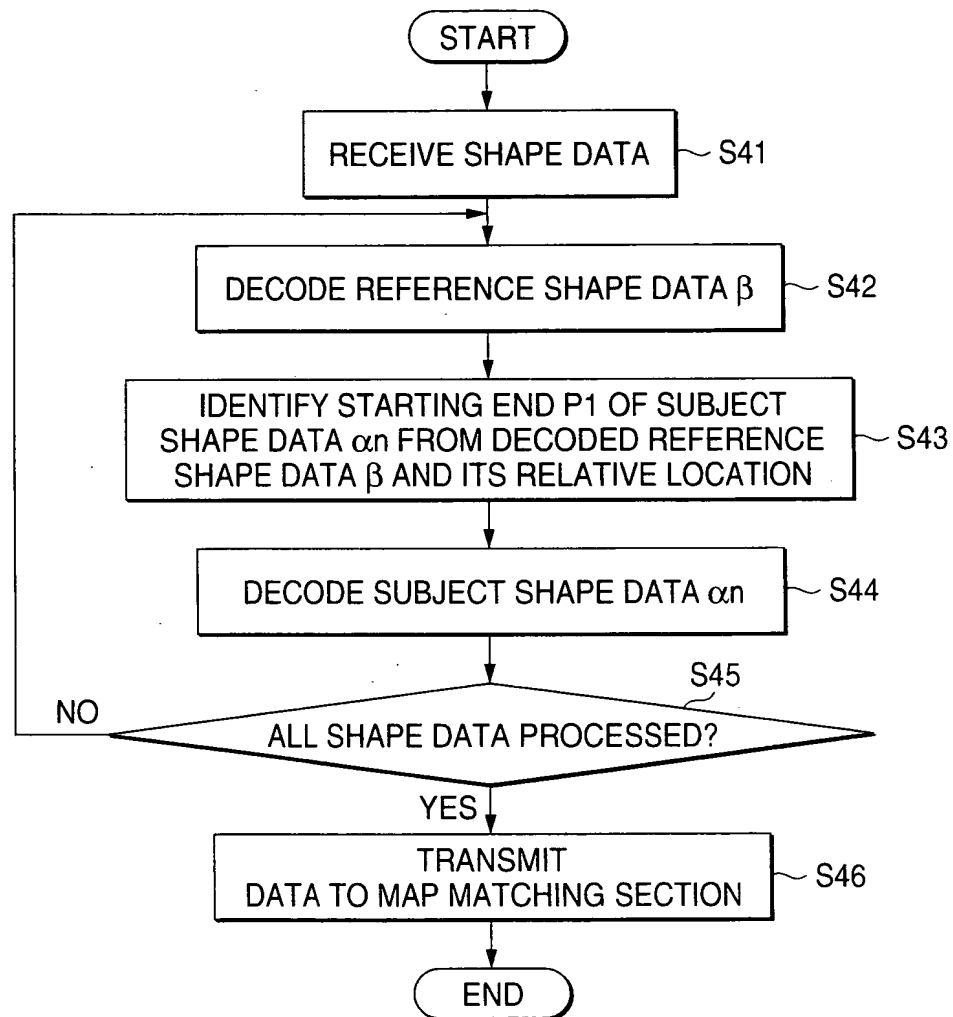 START
RECEIVE SHAPE DATA
S41
DECODE REFERENCE SHAPE DATA β
S42
IDENTIFY STARTING END P1 OF SUBJECT
SHAPE DATA αn FROM DECODED REFERENCE
SHAPE DATA β AND ITS RELATIVE LOCATION
S43
DECODE SUBJECT SHAPE DATA αn
S44
S45
NO
ALL SHAPE DATA PROCESSED?
YES
TRANSMIT
DATA TO MAP MATCHING SECTION
S46
END